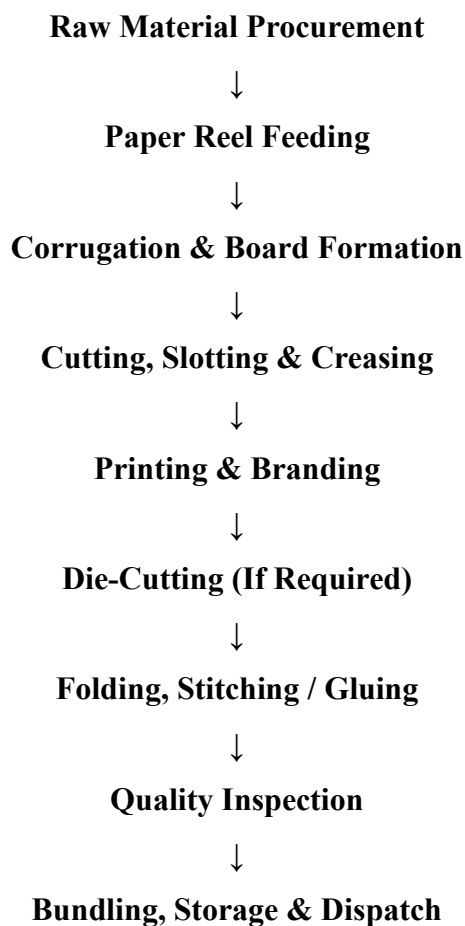 Raw Material Procurement
↓
Paper Reel Feeding
↓
Corrugation & Board Formation
↓
Cutting, Slotting & Creasing
↓
Printing & Branding
↓
Die-Cutting (If Required)
↓
Folding, Stitching / Gluing
↓
Quality Inspection
↓
Bundling, Storage & Dispatch